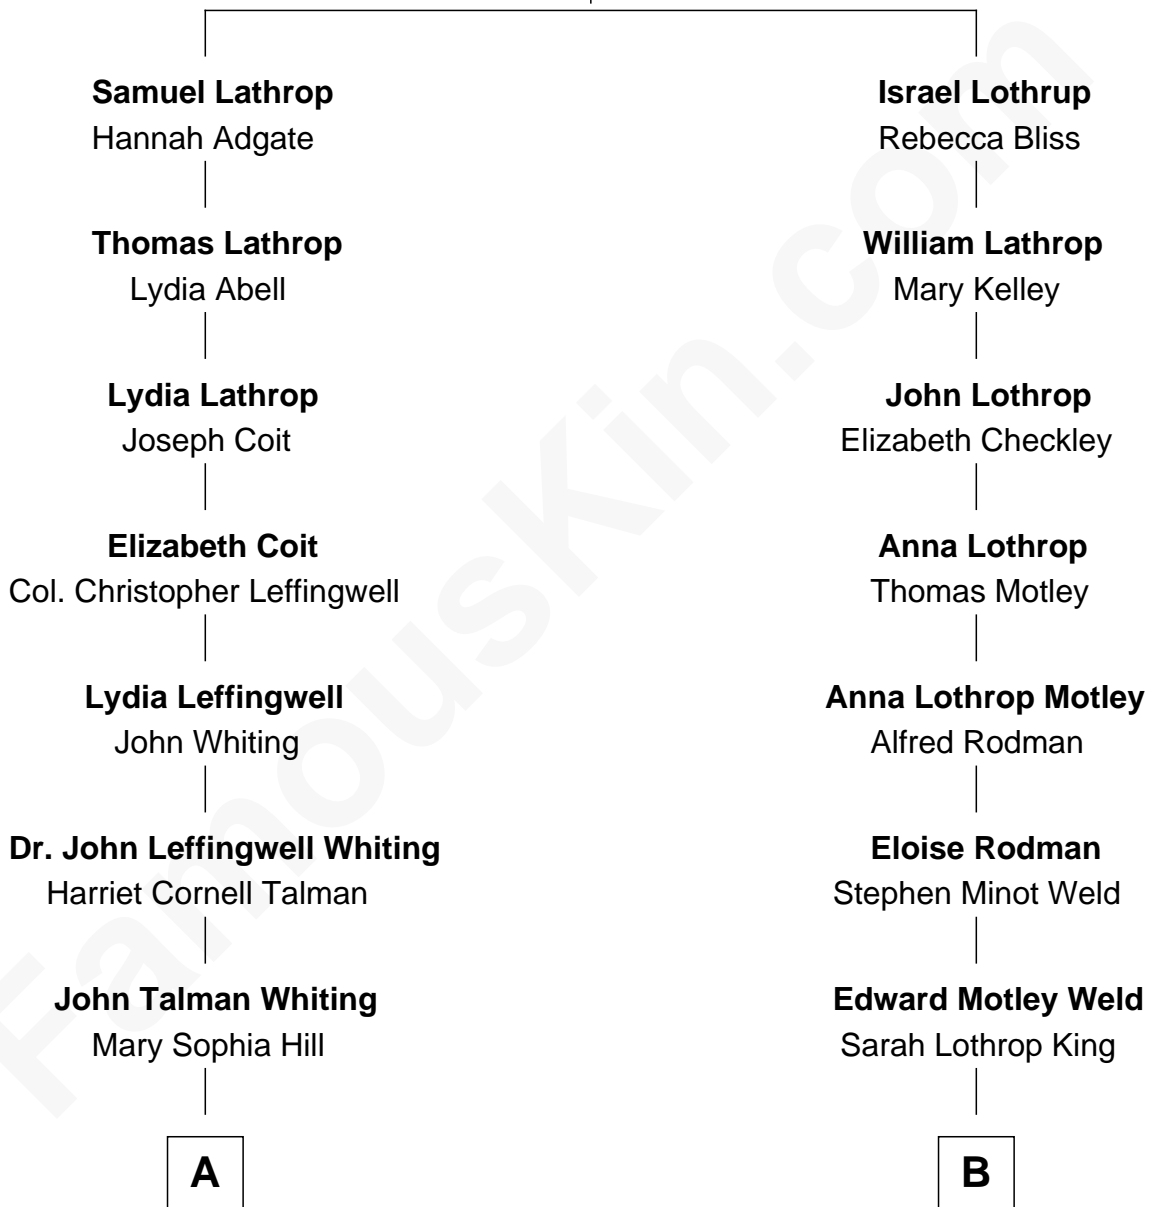 Samuel Lathrop
Hannah Adgate
Thomas Lathrop
Lydia Abell
Lydia Lathrop
Joseph Coit
Elizabeth Coit
Col. Christopher Leffingwell
Lydia Leffingwell
John Whiting
Dr. John Leffingwell Whiting
Harriet Cornell Talman
John Talman Whiting
Mary Sophia Hill
A
Israel Lothrup
Rebecca Bliss
William Lathrop
Mary Kelley
John Lothrop
Elizabeth Checkley
Anna Lothrop
Thomas Motley
Anna Lothrop Motley
Alfred Rodman
Eloise Rodman
Stephen Minot Weld
Edward Motley Weld
Sarah Lothrop King
B
FamousKin.com